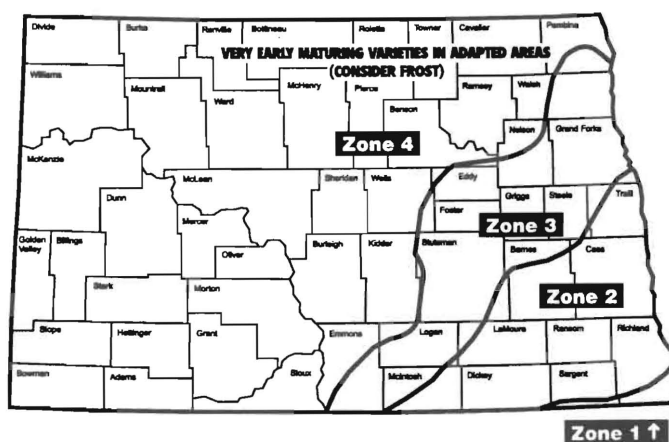 Divide
Burke
Renville
Bottineau
Rolette
Towner
Cavalier
Pembina
VERY EARLY MATURING VARIETIES IN ADAPTED AREAS
(CONSIDER FROST)
Williams
Mountrail
Ward
McHenry
Pierce
Benson
Ramsey
Walsh
Nelson
Grand Forks
Zone 4
McKenzie
McLean
Sheridan
Wells
Eddy
Dunn
Foster
Griggs
Steele
Traill
Mercer
Zone 3
Golden
Valley
Billings
Oliver
Burleigh
Kidder
Stutsman
Barnes
Cass
Stark
Morton
Zone 2
Slope
Hettinger
Grant
Emmons
Logan
LaMoure
Ransom
Richland
Bowman
Adams
Sioux
McIntosh
Dickey
Sargent
Zone 1 ↑